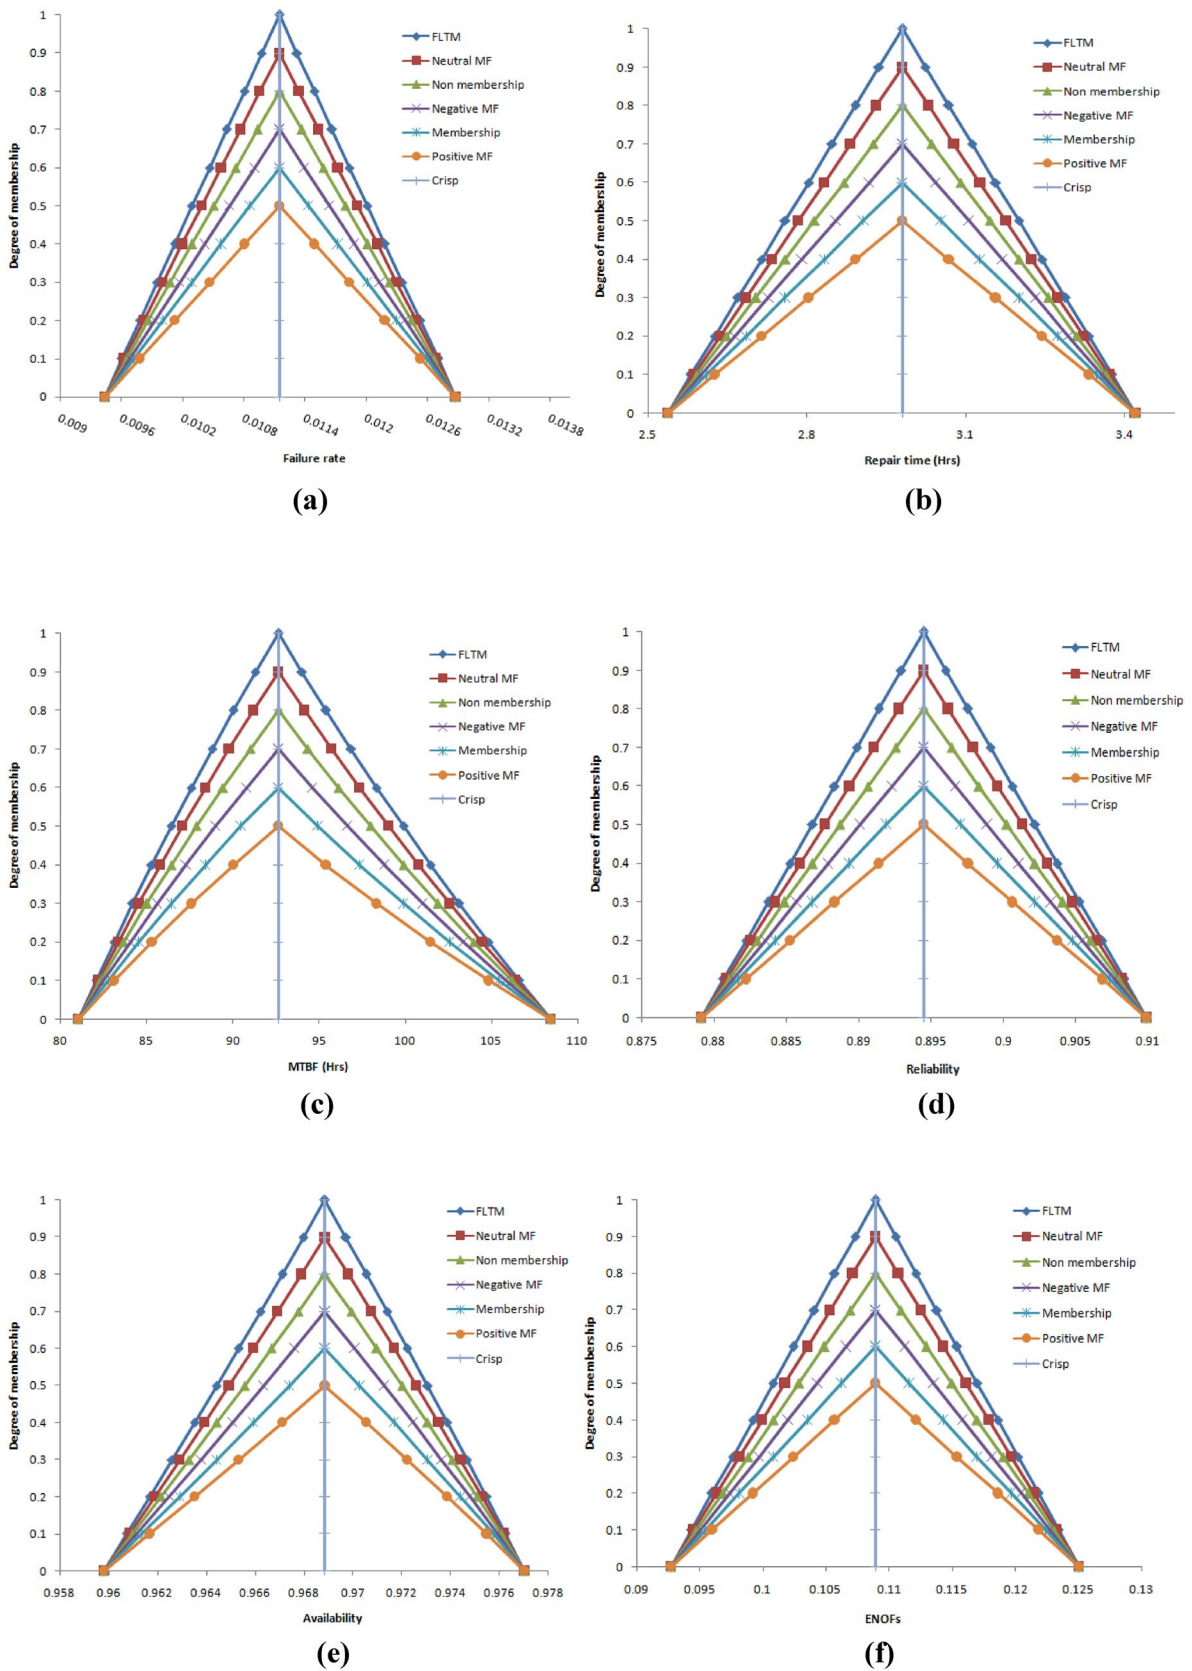 1
0.9
0.8
0.7
0.6
0.5
0.4
0.3
0.2
0.1
0
Degree of membership
FLTM
Neutral MF
Non membership
Negative MF
Membership
Positive MF
Crisp
0.009 0.0096 0.0102 0.0108 0.0114 0.012 0.0126 0.0132 0.0138
Failure rate
(a)
1
0.9
0.8
0.7
0.6
0.5
0.4
0.3
0.2
0.1
0
Degree of membership
FLTM
Neutral MF
Non membership
Negative MF
Membership
Positive MF
Crisp
2.5 2.8 3.1 3.4
Repair time (Hrs)
(b)
1
0.9
0.8
0.7
0.6
0.5
0.4
0.3
0.2
0.1
0
Degree of membership
FLTM
Neutral MF
Non membership
Negative MF
Membership
Positive MF
Crisp
80 85 90 95 100 105 110
MTBF (Hrs)
(c)
1
0.9
0.8
0.7
0.6
0.5
0.4
0.3
0.2
0.1
0
Degree of membership
FLTM
Neutral MF
Non membership
Negative MF
Membership
Positive MF
Crisp
0.875 0.88 0.885 0.89 0.895 0.9 0.905 0.91
Reliability
(d)
1
0.9
0.8
0.7
0.6
0.5
0.4
0.3
0.2
0.1
0
Degree of membership
FLTM
Neutral MF
Non membership
Negative MF
Membership
Positive MF
Crisp
0.958 0.96 0.962 0.964 0.966 0.968 0.97 0.972 0.974 0.976 0.978
Availability
(e)
1
0.9
0.8
0.7
0.6
0.5
0.4
0.3
0.2
0.1
0
Degree of membership
FLTM
Neutral MF
Non membership
Negative MF
Membership
Positive MF
Crisp
0.09 0.095 0.1 0.105 0.11 0.115 0.12 0.125 0.13
ENOFs
(f)